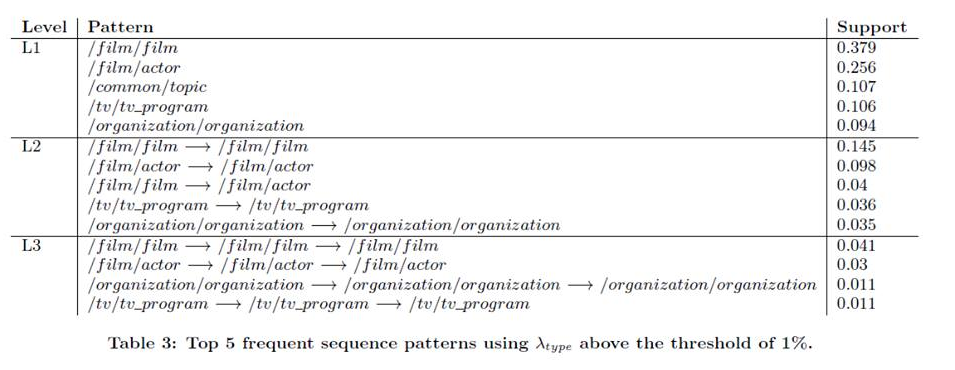 Level Pattern Support
L1 /film/film 0.379
/film/actor 0.256
/common/topic 0.107
/tv/tv_program 0.106
/organization/organization 0.094
L2 /film/film ⟶ /film/film 0.145
/film/actor ⟶ /film/actor 0.098
/film/film ⟶ /film/actor 0.04
/tv/tv_program ⟶ /tv/tv_program 0.036
/organization/organization ⟶ /organization/organization 0.035
L3 /film/film ⟶ /film/film ⟶ /film/film 0.041
/film/actor ⟶ /film/actor ⟶ /film/actor 0.03
/organization/organization ⟶ /organization/organization ⟶ /organization/organization 0.011
/tv/tv_program ⟶ /tv/tv_program ⟶ /tv/tv_program 0.011
Table 3: Top 5 frequent sequence patterns using λtype above the threshold of 1%.